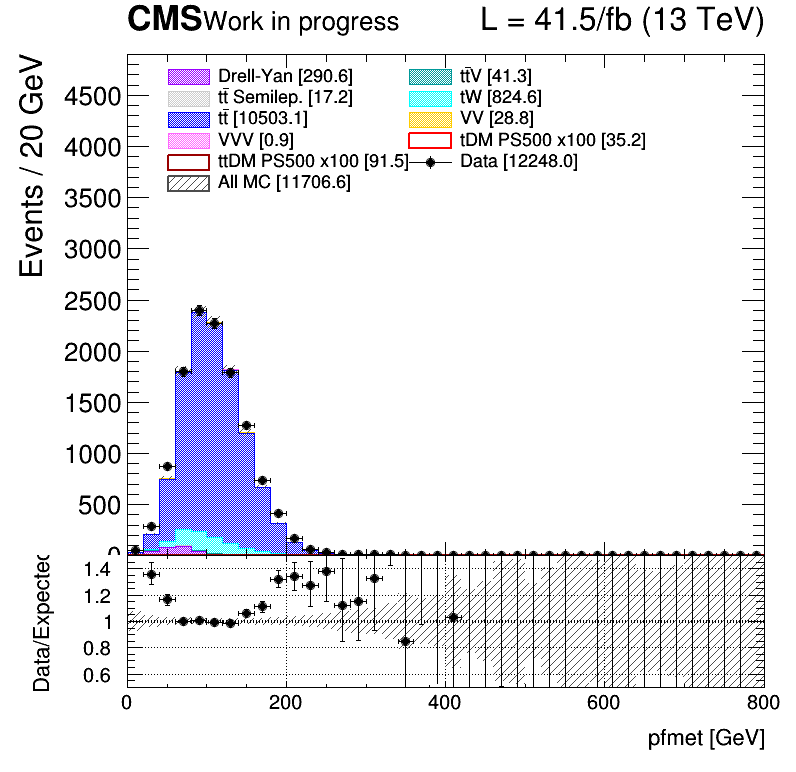 CMS Work in progress L = 41.5/fb (13 TeV)
Events / 20 GeV
Drell-Yan [290.6] tt̄V [41.3]
tt̄ Semilep. [17.2] tW [824.6]
tt̄ [10503.1] VV [28.8]
VVV [0.9] tDM PS500 x100 [35.2]
ttDM PS500 x100 [91.5] Data [12248.0]
All MC [11706.6]
4500
4000
3500
3000
2500
2000
1500
1000
500
0
Data/Expected
1.4
1.2
1
0.8
0.6
0 200 400 600 800
pfmet [GeV]